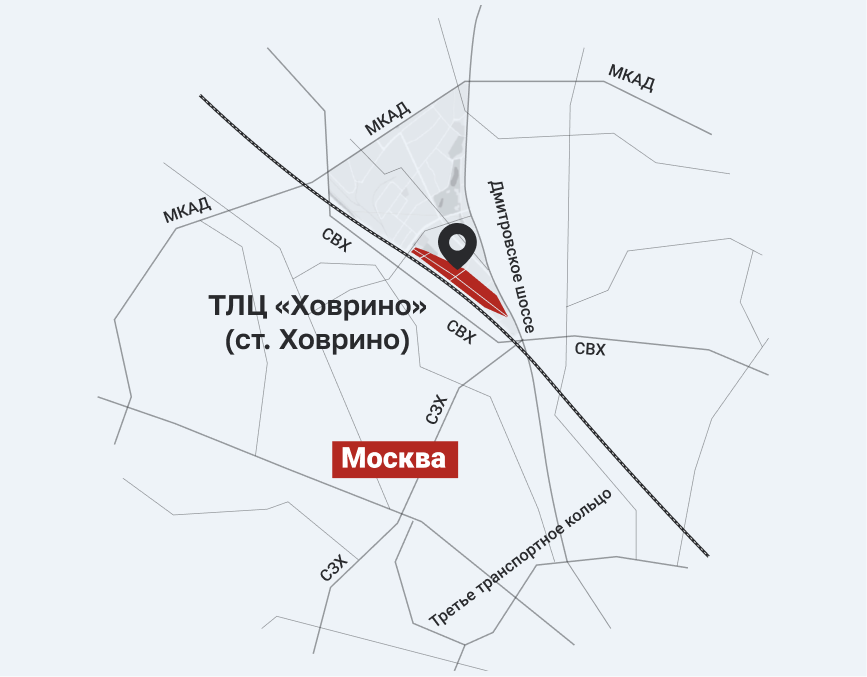 МКАД
МКАД
МКАД
Дмитровское шоссе
СВХ
ТЛЦ «Ховрино»
(ст. Ховрино)
СВХ
СВХ
СЗХ
Москва
Третье транспортное кольцо
СЗХ